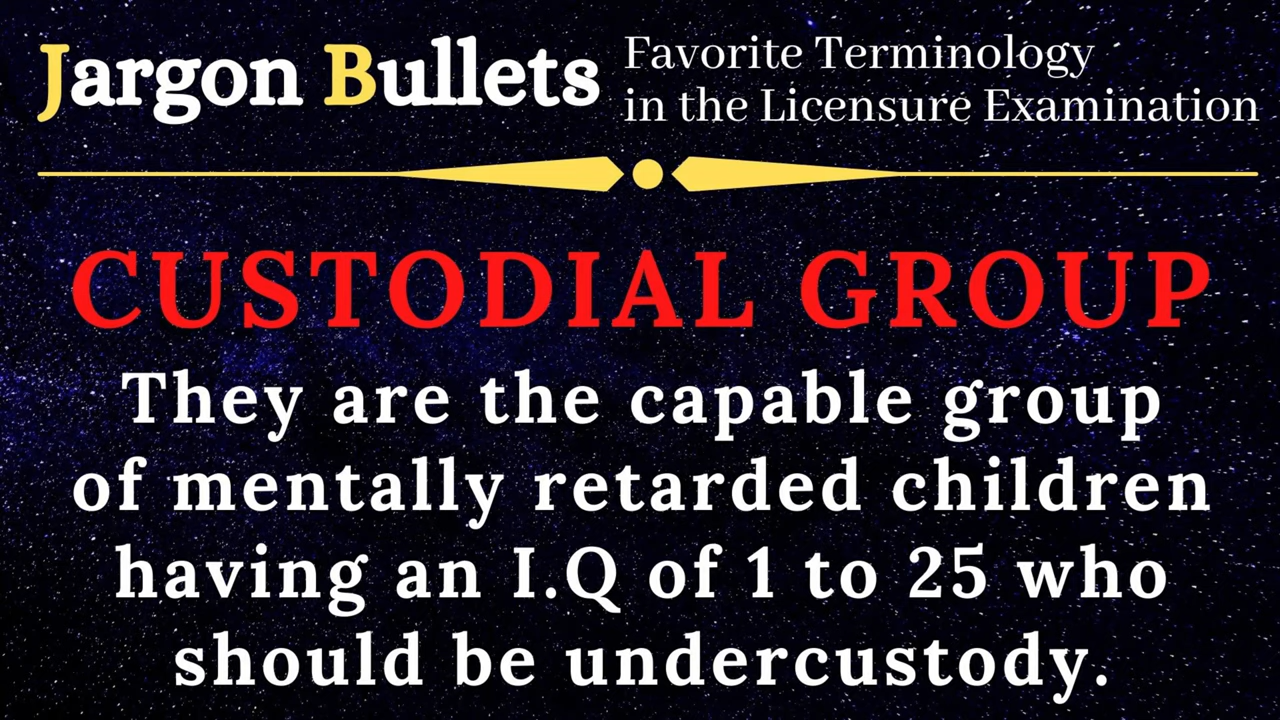 Jargon Bullets
Favorite Terminology
in the Licensure Examination
CUSTODIAL GROUP
They are the capable group
of mentally retarded children
having an I.Q of 1 to 25 who
should be undercustody.